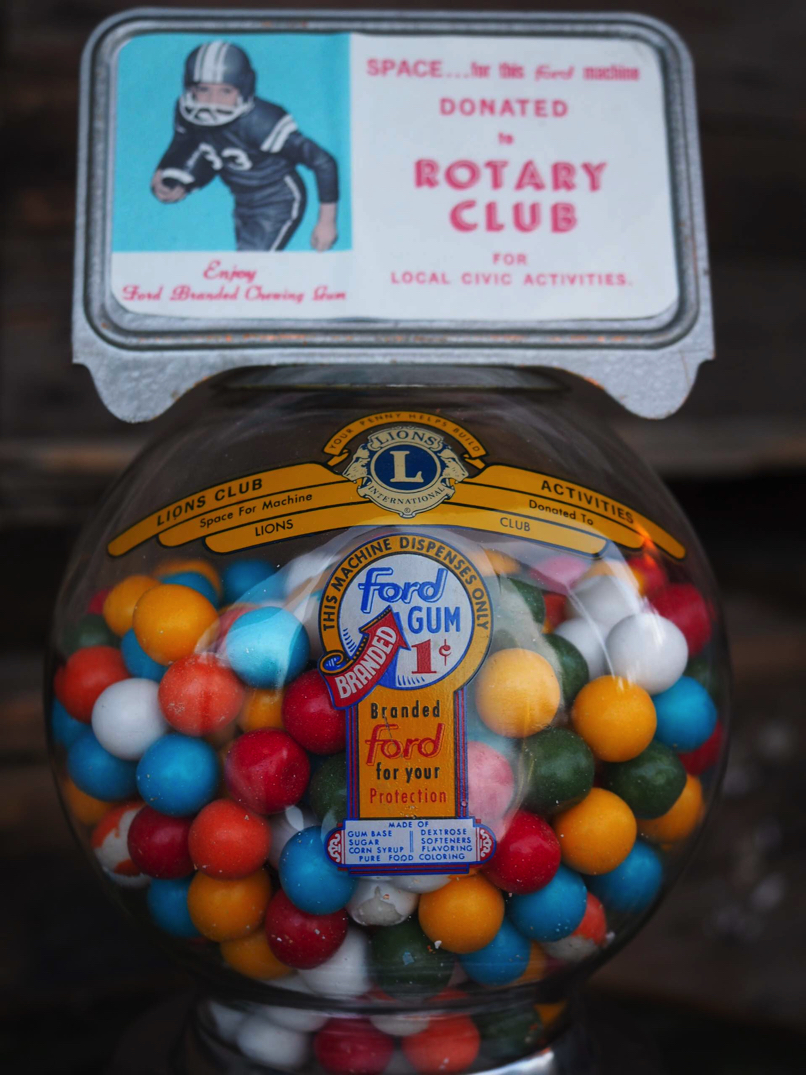 SPACE...for this ford machine
DONATED
to
ROTARY
CLUB
FOR
LOCAL CIVIC ACTIVITIES.
33
Enjoy
Ford Branded Chewing Gum
YOUR PENNY HELPS BUILD
LIONS
L
INTERNATIONAL
®
LIONS CLUB ACTIVITIES
Space For Machine Donated To
LIONS CLUB
THIS MACHINE DISPENSES ONLY
Ford
GUM
BRANDED
1¢
Branded
ford
for your
Protection
MADE OF
GUM BASE DEXTROSE
SUGAR SOFTENERS
CORN SYRUP FLAVORING
PURE FOOD COLORING